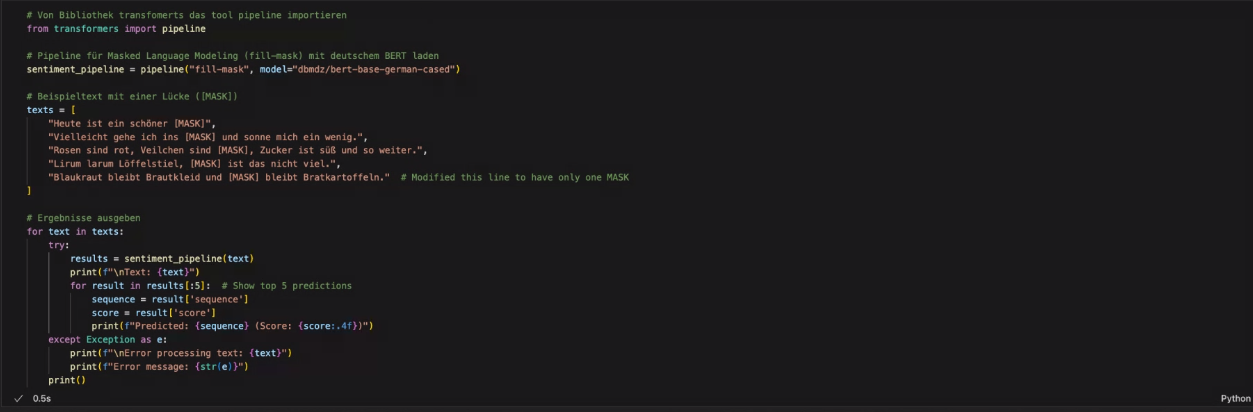 # Von Bibliothek transfomerts das tool pipeline importieren
from transformers import pipeline
# Pipeline für Masked Language Modeling (fill-mask) mit deutschem BERT laden
sentiment_pipeline = pipeline("fill-mask", model="dbmdz/bert-base-german-cased")
# Beispieltext mit einer Lücke ([MASK])
texts = [
"Heute ist ein schöner [MASK]",
"Vielleicht gehe ich ins [MASK] und sonne mich ein wenig.",
"Rosen sind rot, Veilchen sind [MASK], Zucker ist süß und so weiter.",
"Lirum larum Löffelstiel, [MASK] ist das nicht viel.",
"Blaukraut bleibt Brautkleid und [MASK] bleibt Bratkartoffeln."  # Modified this line to have only one MASK
]
# Ergebnisse ausgeben
for text in texts:
try:
results = sentiment_pipeline(text)
print(f"\nText: {text}")
for result in results[:5]:  # Show top 5 predictions
sequence = result['sequence']
score = result['score']
print(f"Predicted: {sequence} (Score: {score:.4f})")
except Exception as e:
print(f"\nError processing text: {text}")
print(f"Error message: {str(e)}")
print()
✓ 0.5s
Python